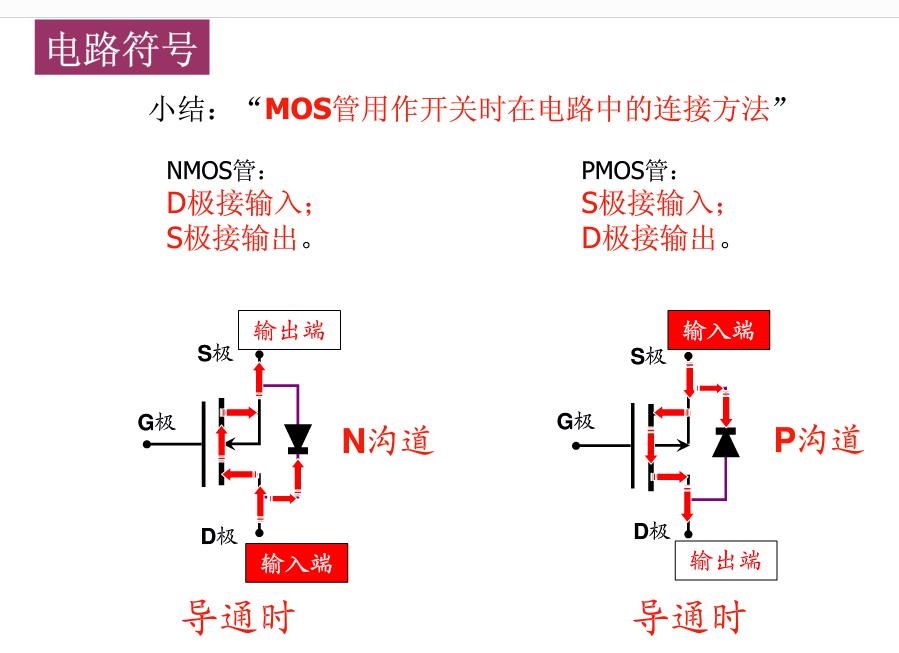 电路符号
小结：“MOS管用作开关时在电路中的连接方法”
NMOS管：
D极接输入；
S极接输出。
PMOS管：
S极接输入；
D极接输出。
输出端
S极
G极
N沟道
D极
输入端
导通时
输入端
S极
G极
P沟道
D极
输出端
导通时